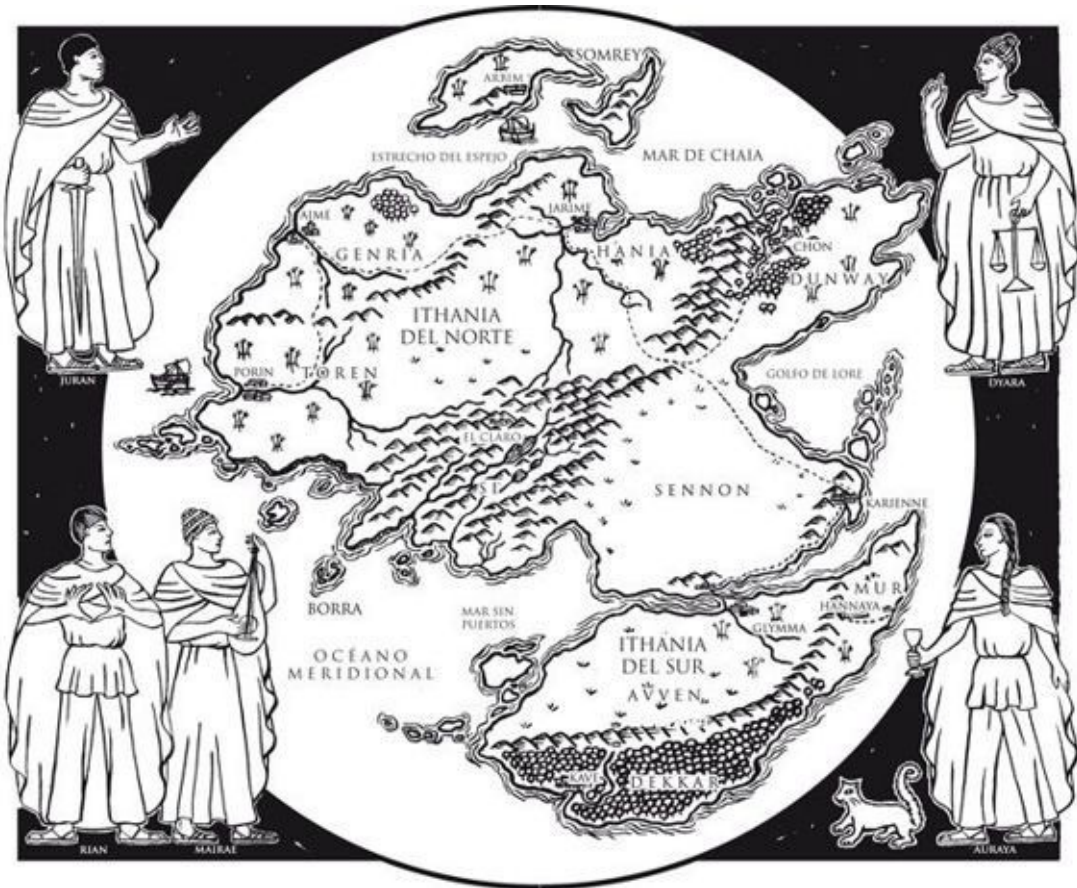 SOMREY
ARBIM
ESTRECHO DEL ESPEJO
MAR DE CHAIA
AIME
JARIME
GENRIA
HANIA
CHON
DUNWAY
ITHANIA
DEL NORTE
PORIN
TOREN
GOLFO DE LORE
JURAN
DYARA
EL CLARO
SI
SENNON
KARIENNE
BORRA
MAR SIN
PUERTOS
MUR
HANNAYA
GLYMMA
OCÉANO
MERIDIONAL
ITHANIA
DEL SUR
AVVEN
KAVE
DEKKAR
RIAN
MAIRAE
AURAYA